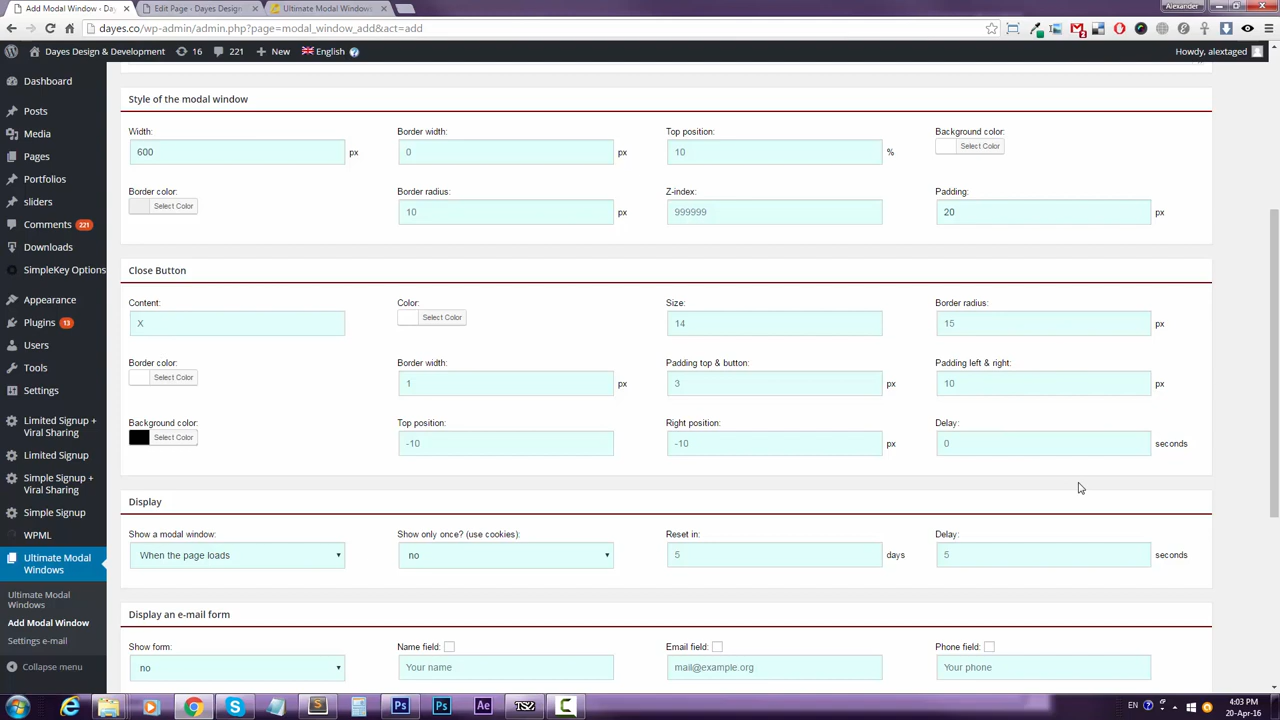 Alexander
Add Modal Window ‹ Day
Edit Page ‹ Dayes Design
Ultimate Modal Windows
dayes.co/wp-admin/admin.php?page=modal_window_add&act=add
2
Dayes Design & Development
16
221
+ New
English
?
Howdy, alextaged
Dashboard
Posts
Media
Pages
Portfolios
sliders
Comments 221
Downloads
SimpleKey Options
Appearance
Plugins 13
Users
Tools
Settings
Limited Signup +
Viral Sharing
Limited Signup
Simple Signup +
Viral Sharing
Simple Signup
WPML
Ultimate Modal
Windows
Ultimate Modal
Windows
Add Modal Window
Settings e-mail
Collapse menu
Style of the modal window
Width: Border width: Top position: Background color:
600 px 0 px 10 % Select Color
Border color: Border radius: Z-index: Padding:
Select Color 10 px 999999 20 px
Close Button
Content: Color: Size: Border radius:
X Select Color 14 15 px
Border color: Border width: Padding top & button: Padding left & right:
Select Color 1 px 3 px 10 px
Background color: Top position: Right position: Delay:
Select Color -10 -10 px 0 seconds
Display
Show a modal window: Show only once? (use cookies): Reset in: Delay:
When the page loads no 5 days 5 seconds
Display an e-mail form
Show form: Name field: Email field: Phone field:
no Your name mail@example.org Your phone
Ps Ps Ae TSZ
EN
4:03 PM
20-Apr-16